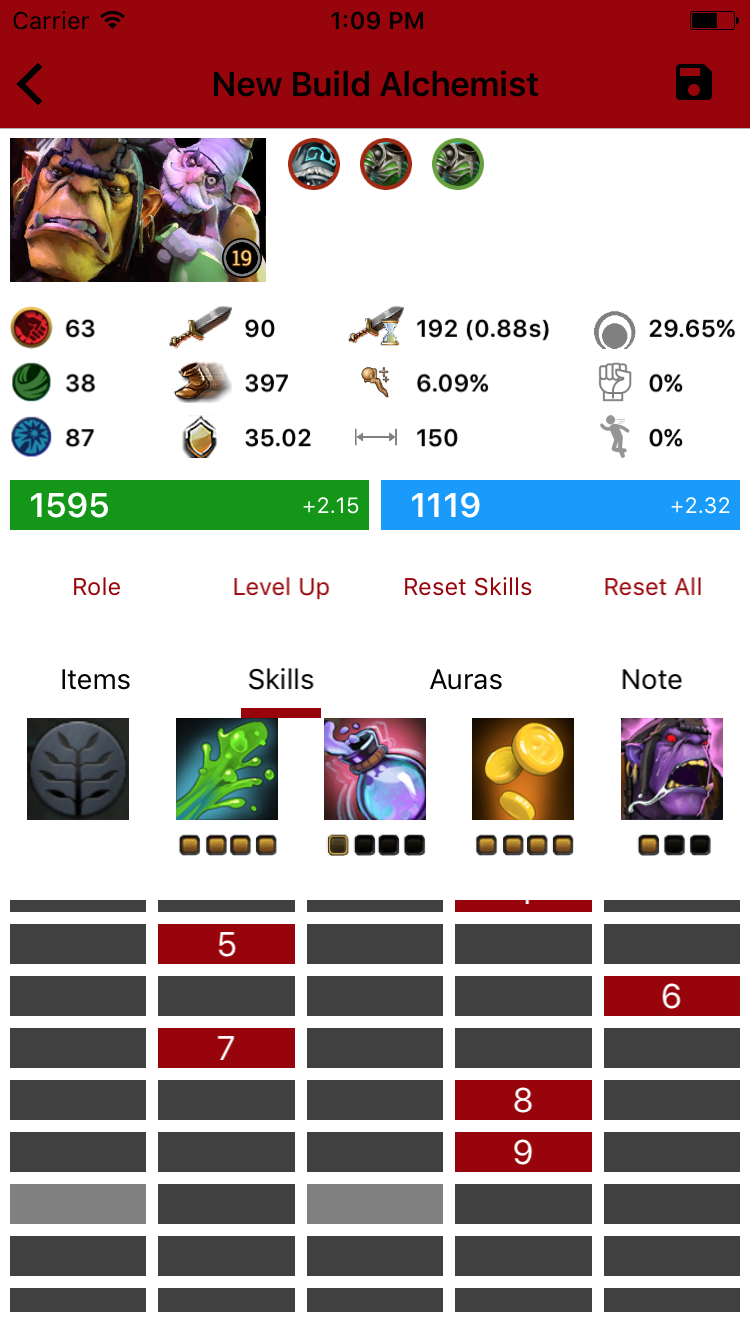 Carrier 1:09 PM
New Build Alchemist
19
63 90 192 (0.88s) 29.65%
38 397 6.09% 0%
87 35.02 150 0%
1595 +2.15 1119 +2.32
Role Level Up Reset Skills Reset All
Items Skills Auras Note
5
6
7
8
9